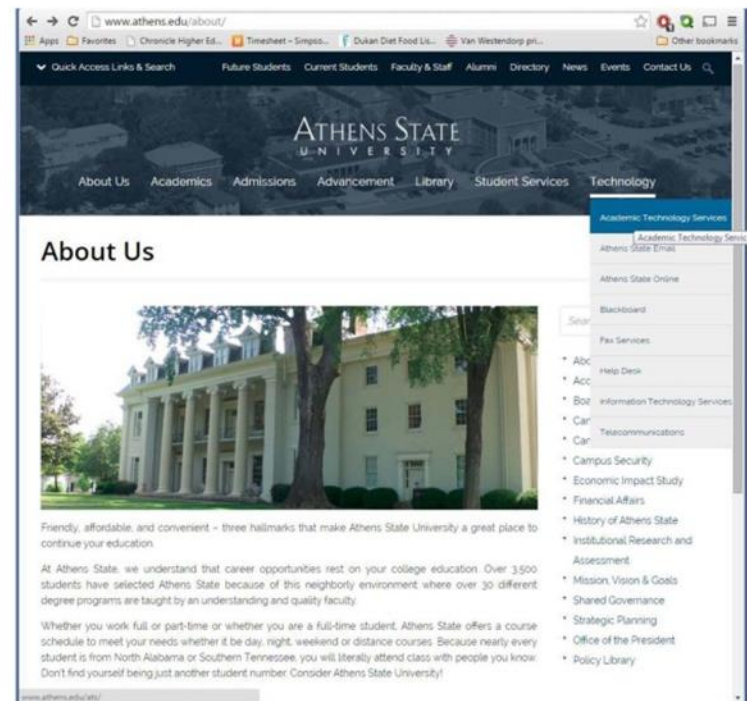 www.athens.edu/about/
Apps Favorites Chronicle Higher Ed... Timesheet – Simpso... Dukan Diet Food Lis... Van Westendorp pri... Other bookmarks
Quick Access Links & Search Future Students Current Students Faculty & Staff Alumni Directory News Events Contact Us
ATHENS STATE
UNIVERSITY
About Us Academics Admissions Advancement Library Student Services Technology
Academic Technology Services
Academic Technology Servic
About Us
Athens State Email
Athens State Online
Blackboard
Fax Services
Help Desk
Information Technology Services
Telecommunications
Sear
Abo
Acc
Boa
Car
Car
Campus Security
Economic Impact Study
Financial Affairs
History of Athens State
Institutional Research and
Assessment
Mission, Vision & Goals
Shared Governance
Strategic Planning
Office of the President
Policy Library
Friendly, affordable, and convenient – three hallmarks that make Athens State University a great place to
continue your education.
At Athens State, we understand that career opportunities rest on your college education. Over 3,500
students have selected Athens State because of this neighborly environment where over 30 different
degree programs are taught by an understanding and quality faculty.
Whether you work full or part-time or whether you are a full-time student, Athens State offers a course
schedule to meet your needs whether it be day, night, weekend or distance courses. Because nearly every
student is from North Alabama or Southern Tennessee, you will literally attend class with people you know.
Don't find yourself being just another student number. Consider Athens State University!
www.athens.edu/ats/